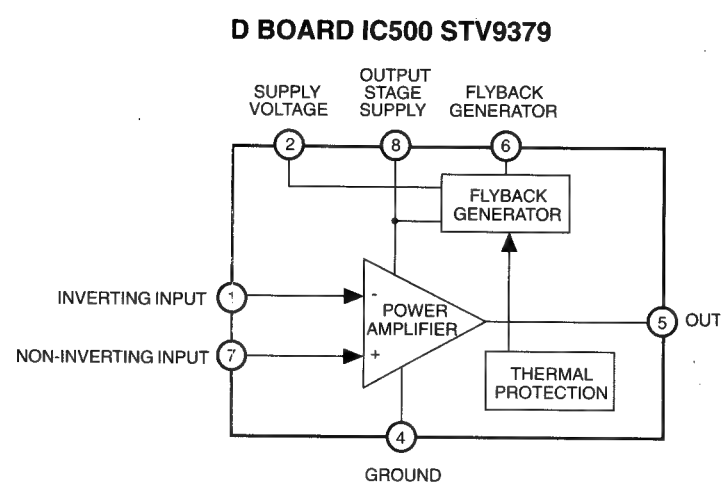 D BOARD IC500 STV9379
SUPPLY
VOLTAGE
OUTPUT
STAGE
SUPPLY
FLYBACK
GENERATOR
2
8
6
FLYBACK
GENERATOR
INVERTING INPUT
1
-
POWER
AMPLIFIER
5
OUT
NON-INVERTING INPUT
7
+
THERMAL
PROTECTION
4
GROUND